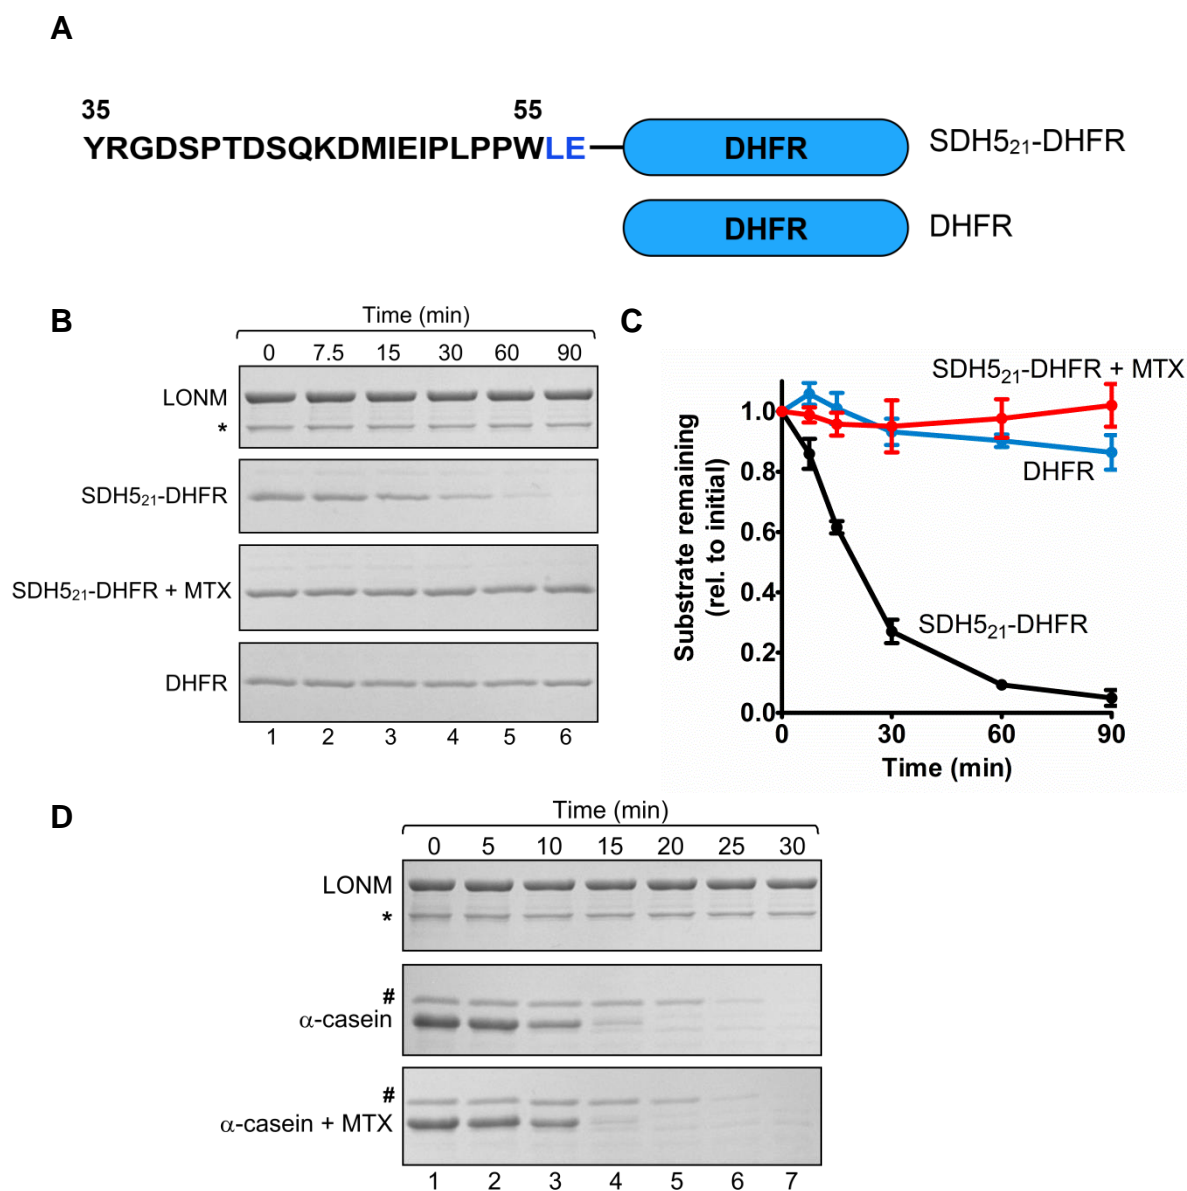 A
35 55
YRGDSPTDSQKDMIEIPLPPWLE
DHFR
SDH5₂₁-DHFR
DHFR
DHFR
B
Time (min)
0 7.5 15 30 60 90
LONM
*
SDH5₂₁-DHFR
SDH5₂₁-DHFR + MTX
DHFR
1 2 3 4 5 6
C
Substrate remaining
(rel. to initial)
1.0
0.8
0.6
0.4
0.2
0.0
0 30 60 90
Time (min)
SDH5₂₁-DHFR + MTX
DHFR
SDH5₂₁-DHFR
D
Time (min)
0 5 10 15 20 25 30
LONM
*
#
α-casein
#
α-casein + MTX
1 2 3 4 5 6 7